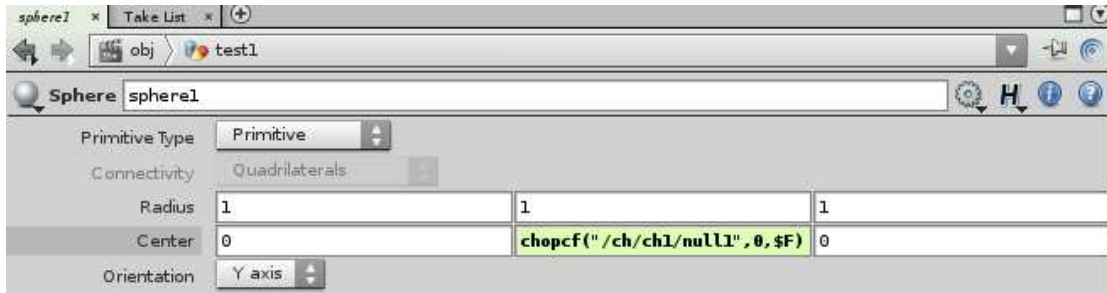 sphere1 × Take List ×
obj test1
Sphere sphere1
Primitive Type Primitive
Connectivity Quadrilaterals
Radius 1 1 1
Center 0 chopcf("/ch/ch1/null1",0,$F) 0
Orientation Y axis